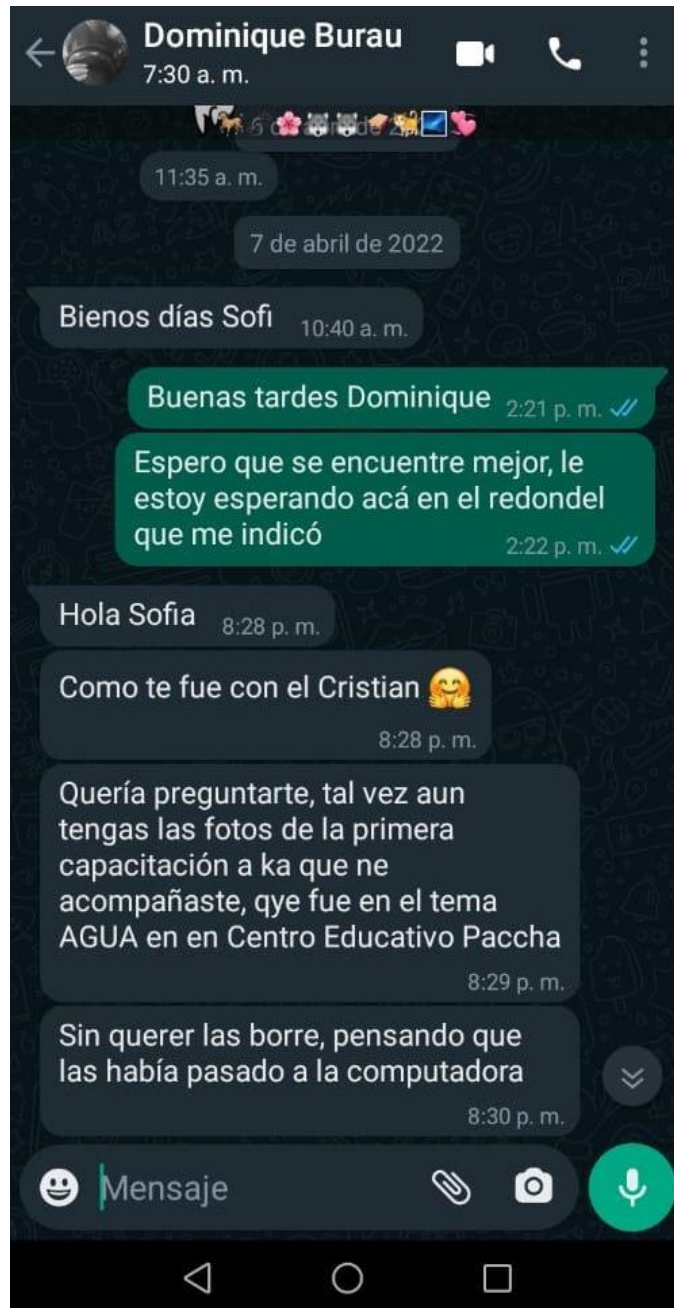 Dominique Burau
7:30 a. m.
11:35 a. m.
7 de abril de 2022
Bienos días Sofi 10:40 a. m.
Buenas tardes Dominique 2:21 p. m.
Espero que se encuentre mejor, le
estoy esperando acá en el redondel
que me indicó 2:22 p. m.
Hola Sofia 8:28 p. m.
Como te fue con el Cristian 🤗
8:28 p. m.
Quería preguntarte, tal vez aun
tengas las fotos de la primera
capacitación a ka que ne
acompañaste, qye fue en el tema
AGUA en en Centro Educativo Paccha
8:29 p. m.
Sin querer las borre, pensando que
las había pasado a la computadora
8:30 p. m.
Mensaje